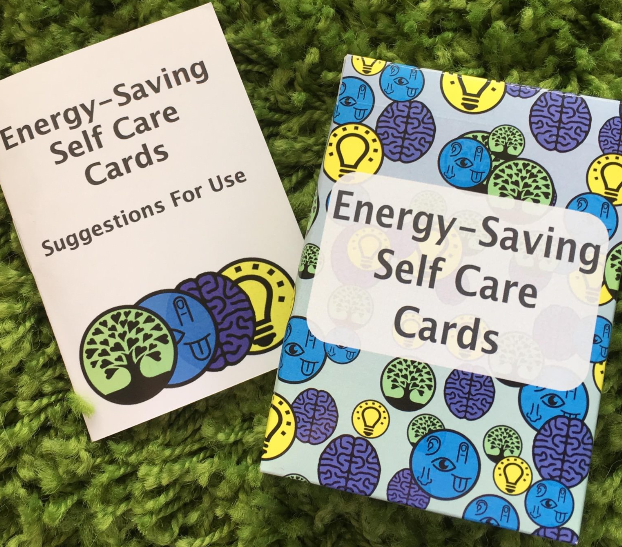 Energy-Saving
Self Care
Cards
Suggestions For Use
Energy-Saving
Self Care
Cards